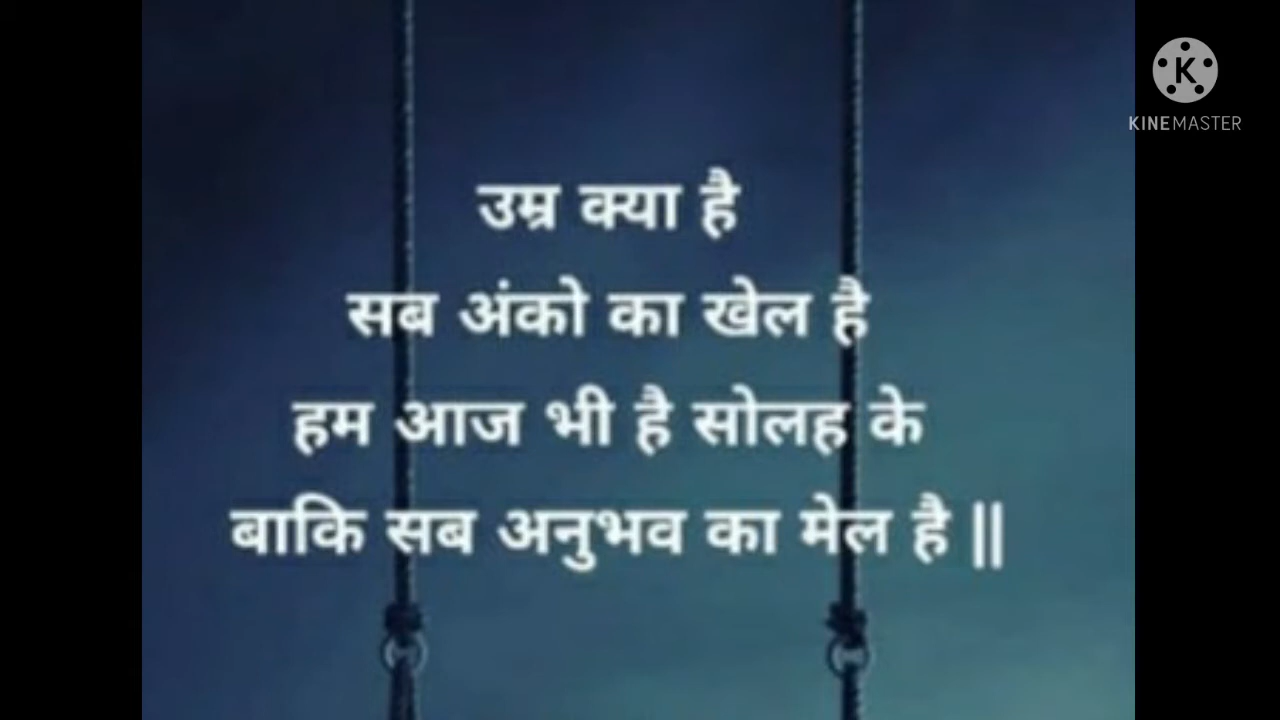 उम्र क्या है
सब अंको का खेल है
हम आज भी है सोलह के
बाकि सब अनुभव का मेल है ||
K
KINEMASTER